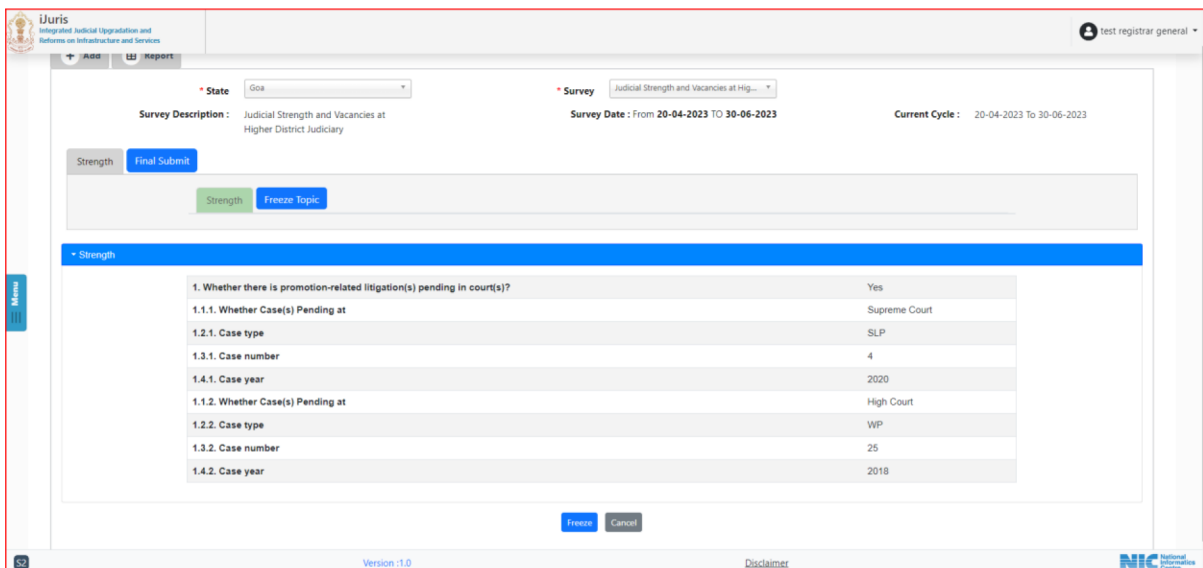 iJuris
Integrated Judicial Upgradation and
Reforms on Infrastructure and Services
test registrar general
Add Report
* State Goa * Survey Judicial Strength and Vacancies at Hig...
Survey Description : Judicial Strength and Vacancies at Survey Date : From 20-04-2023 TO 30-06-2023 Current Cycle : 20-04-2023 To 30-06-2023
Higher District Judiciary
Strength Final Submit
Strength Freeze Topic
Strength
Menu
1. Whether there is promotion-related litigation(s) pending in court(s)? Yes
1.1.1. Whether Case(s) Pending at Supreme Court
1.2.1. Case type SLP
1.3.1. Case number 4
1.4.1. Case year 2020
1.1.2. Whether Case(s) Pending at High Court
1.2.2. Case type WP
1.3.2. Case number 25
1.4.2. Case year 2018
Freeze Cancel
S2 Version :1.0 Disclaimer NIC National
Informatics
Centre